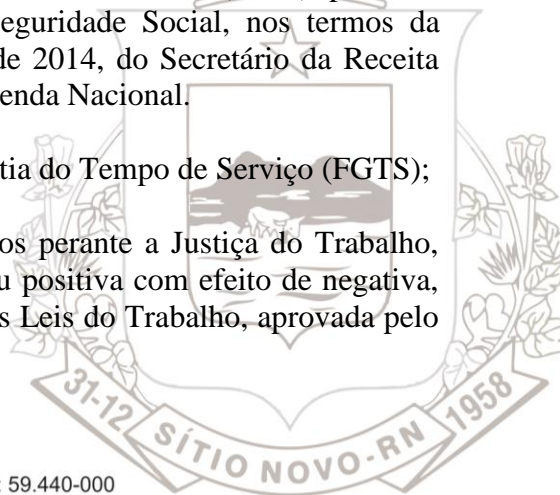 eguridade Social, nos termos da
de 2014, do Secretário da Receita
enda Nacional.
tia do Tempo de Serviço (FGTS);
os perante a Justiça do Trabalho,
u positiva com efeito de negativa,
s Leis do Trabalho, aprovada pelo
31-12 SÍTIO NOVO-RN 1958
: 59.440-000